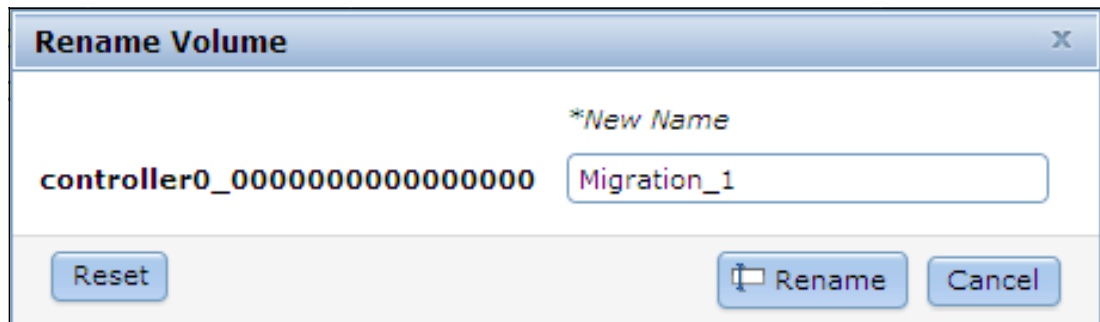 Rename Volume x
*New Name
controller0_0000000000000000 Migration_1
Reset Rename Cancel